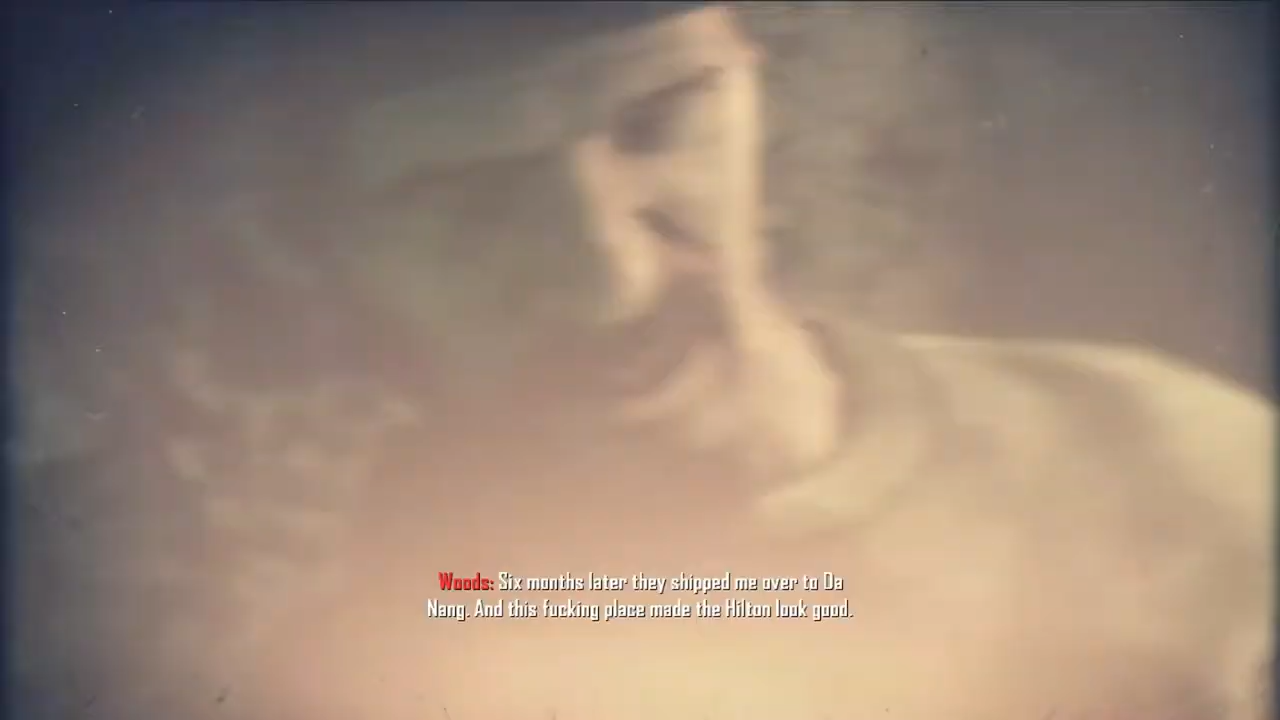 Woods: Six months later they shipped me over to Da
Nang. And this fucking place made the Hilton look good.